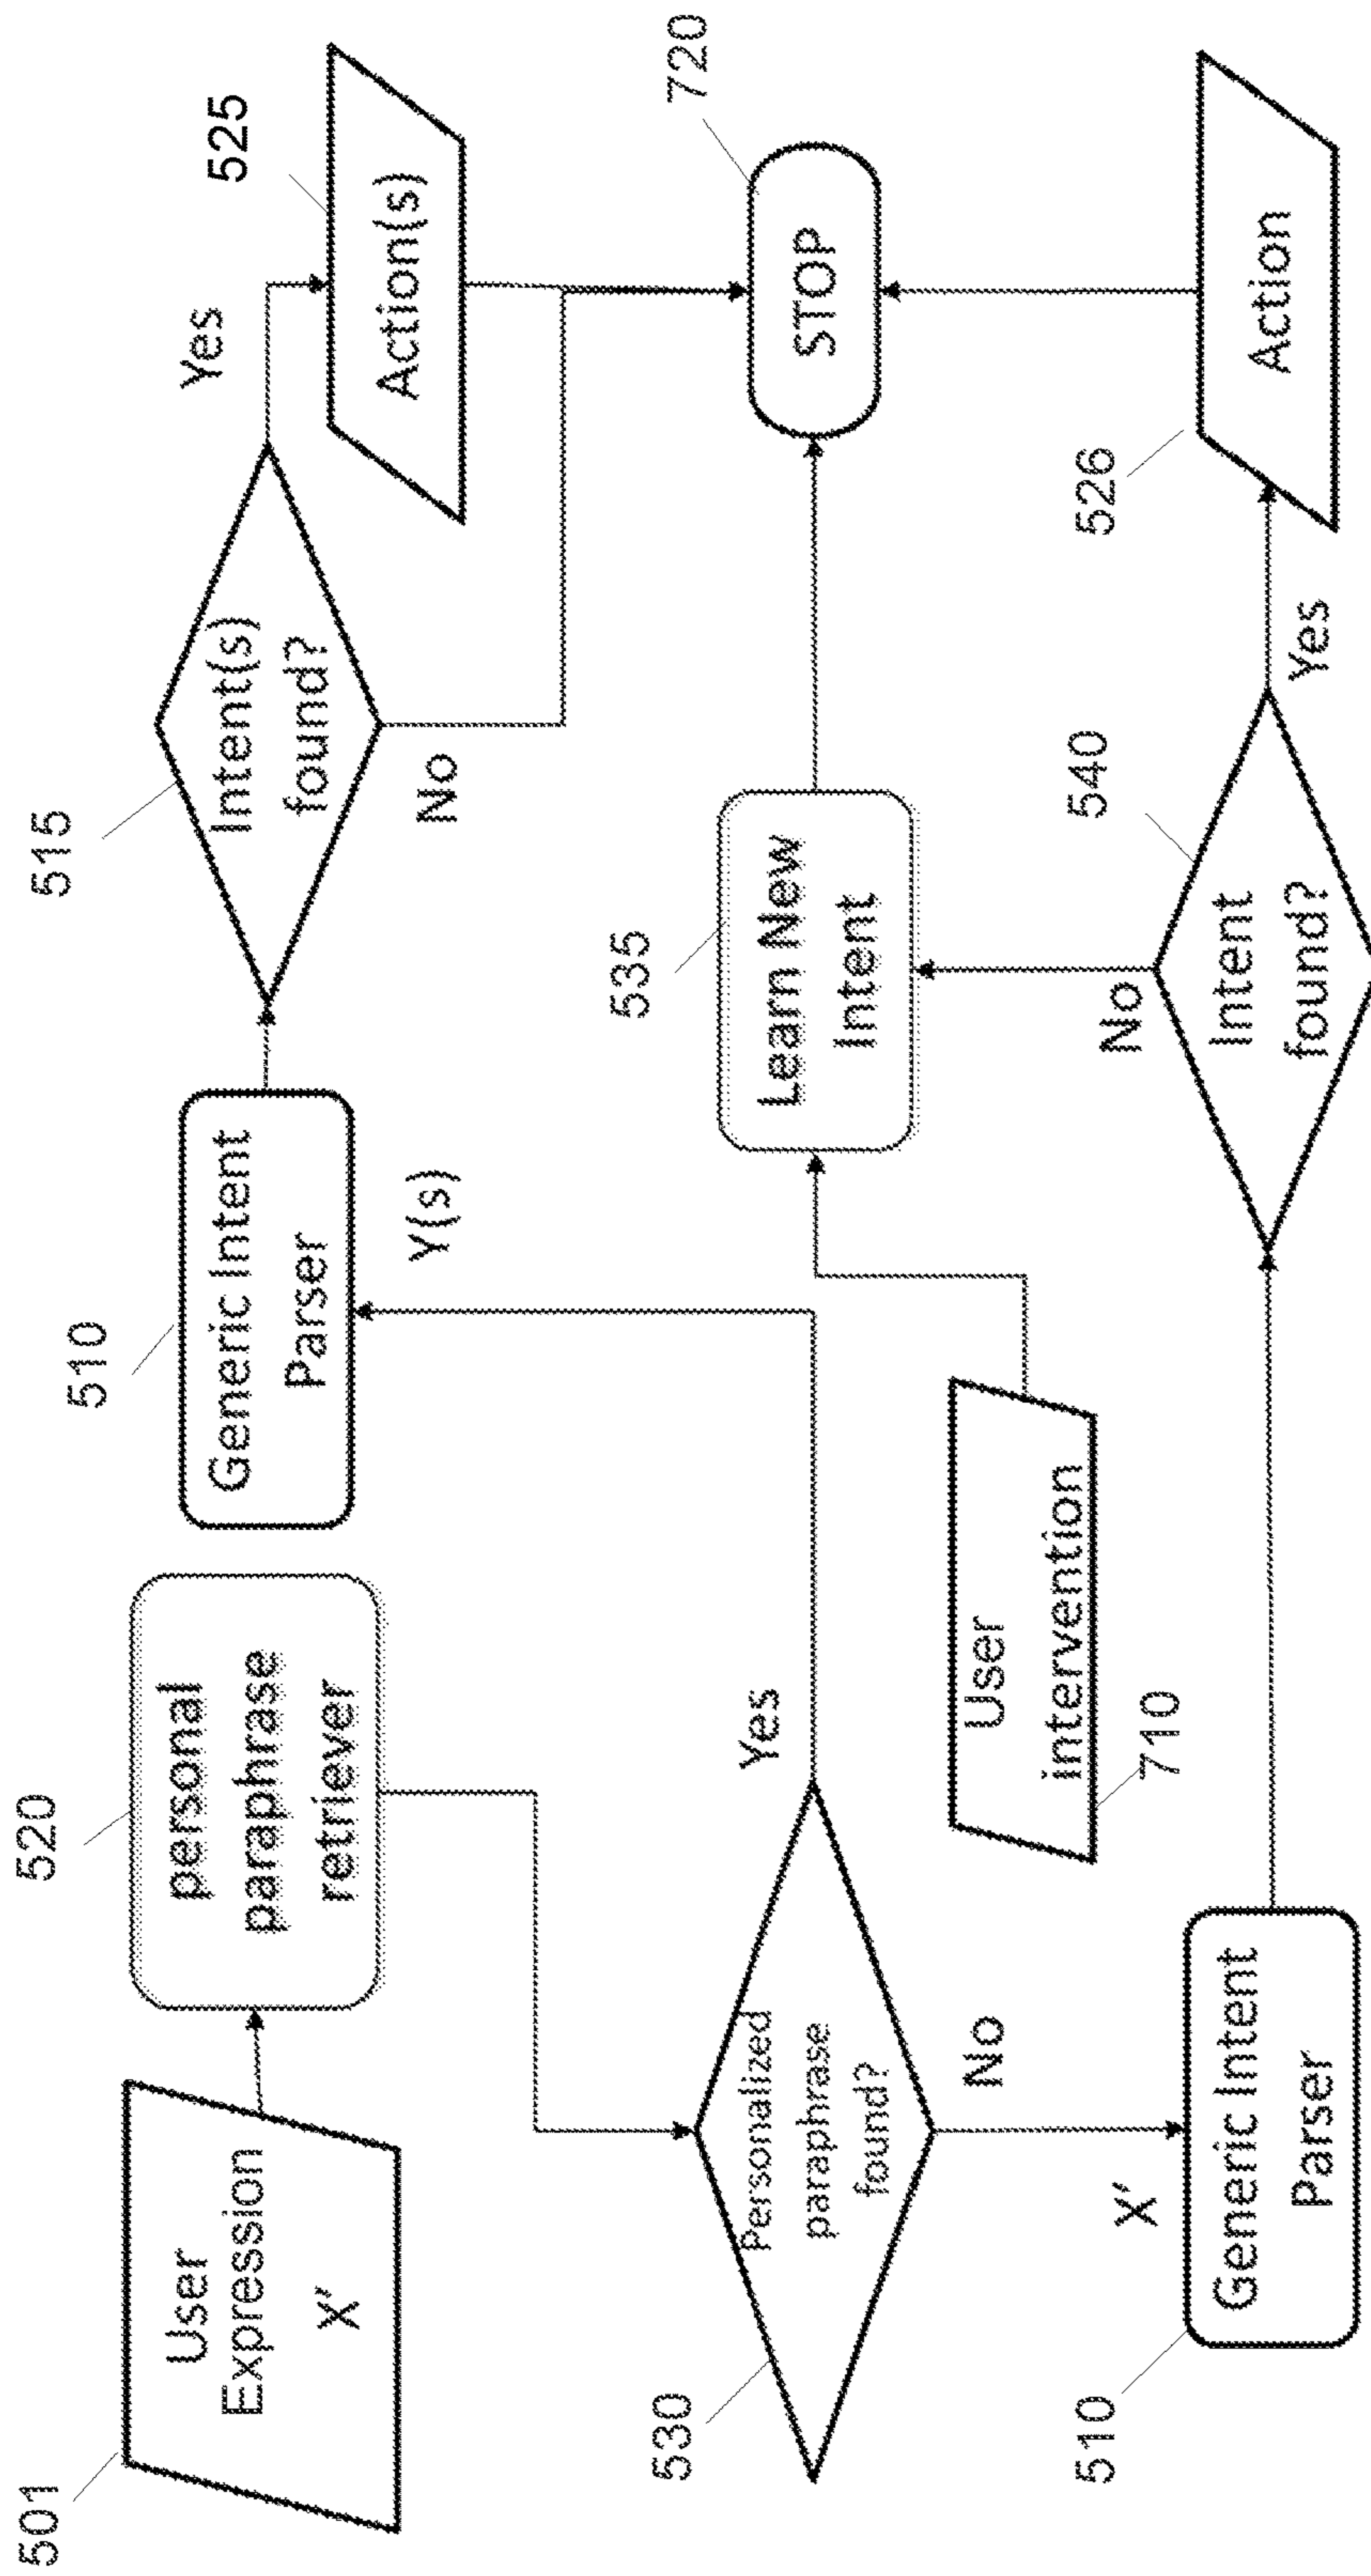 501
User
Expression
X'
520
personal
paraphrase
retriever
510
Generic Intent
Parser
Y(s)
515
Intent(s)
found?
Yes
No
525
Action(s)
530
Personalized
paraphrase
found?
Yes
No
X'
710
User
intervention
535
Learn New
Intent
720
STOP
510
Generic Intent
Parser
540
Intent
found?
No
Yes
526
Action